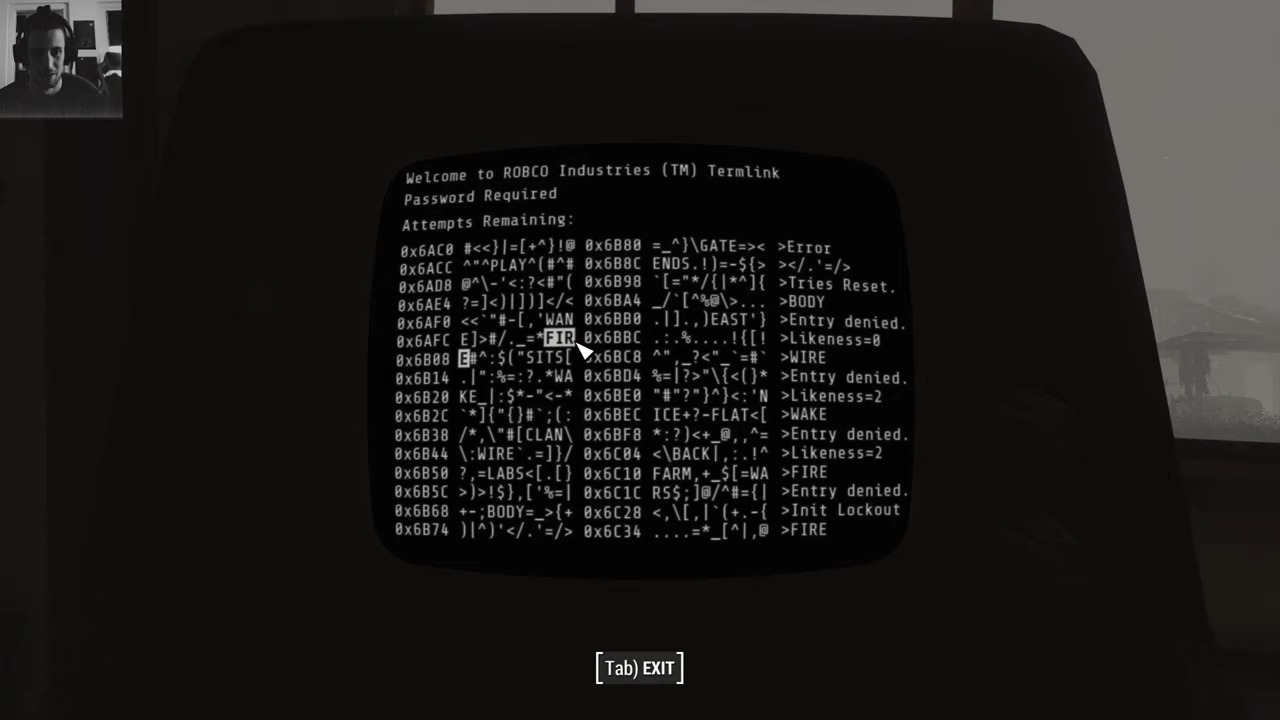 Welcome to ROBCO Industries (TM) Termlink
Password Required
Attempts Remaining:
0x6AC0 #<<}|=[+^}!@ 0x6B80 =_^}\GATE=>< >Error
0x6ACC ^"^PLAY^(#^# 0x6B8C ENDS.!)=-${> ></.'=/>
0x6AD8 @^\-'<:?<#"( 0x6B98 `[="*/{|*^]{ >Tries Reset.
0x6AE4 ?=]<)|])]</< 0x6BA4 _/`[^%@\>... >BODY
0x6AF0 <<`"#-[,'WAN 0x6BB0 .|].,)EAST'} >Entry denied.
0x6AFC E]>#/._=*FIR 0x6BBC .:.%....!{[! >Likeness=0
0x6B08 E#^:$("SITS[ 0x6BC8 ^",_?<"_`=#` >WIRE
0x6B14 .|":%=:?.*WA 0x6BD4 %=|?>"\{<(}* >Entry denied.
0x6B20 KE_|:$*-"<-* 0x6BE0 "#"?"}^}<:'N >Likeness=2
0x6B2C `*]{"{}#`;(: 0x6BEC ICE+?-FLAT<[ >WAKE
0x6B38 /*,\"#[CLAN\ 0x6BF8 *:?)<+_@,,^= >Entry denied.
0x6B44 \:WIRE`.=]}/ 0x6C04 <\BACK|,:.!^ >Likeness=2
0x6B50 ?,=LABS<[.[} 0x6C10 FARM,+_$[=WA >FIRE
0x6B5C >)>!$},['%=| 0x6C1C RS$;]@/^#={| >Entry denied.
0x6B68 +-;BODY=_>{+ 0x6C28 <,\[,|`(+.-{ >Init Lockout
0x6B74 )|^)'</.'=/> 0x6C34 ....=*_[^|,@ >FIRE
Tab) EXIT